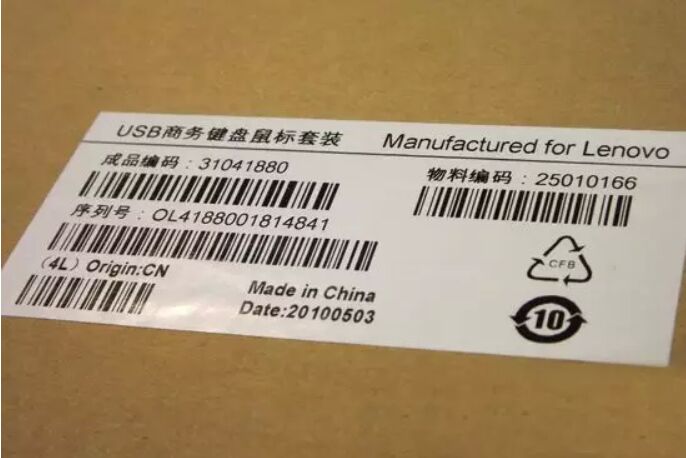 USB商务键盘鼠标套装 Manufactured for Lenovo
成品编码：31041880
物料编码：25010166
序列号：OL4188001814841
（4L）Origin:CN
Made in China
Date:20100503
CFB
10